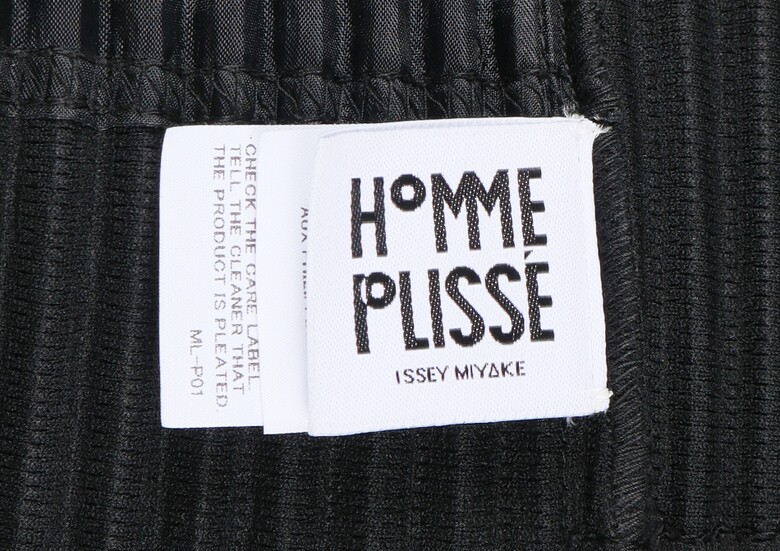 HOMME
PLISSÉ
ISSEY MIYAKE
CHECK THE CARE LABEL.
TELL THE CLEANER THAT
THE PRODUCT IS PLEATED.
ML-P01